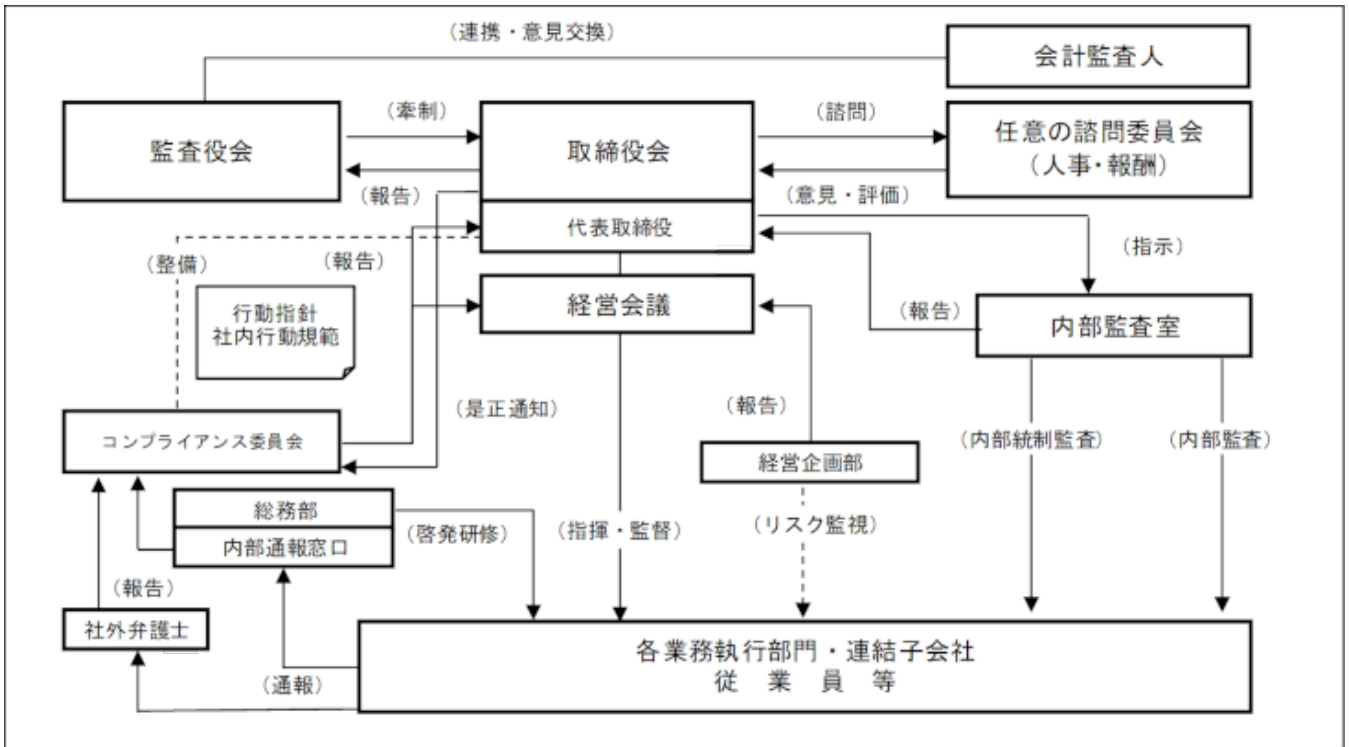 （連携・意見交換）
会計監査人
監査役会
（牽制）
取締役会
（諮問）
任意の諮問委員会
（人事・報酬）
（報告）
（意見・評価）
代表取締役
（整備）
（報告）
（指示）
行動指針
社内行動規範
経営会議
（報告）
内部監査室
（是正通知）
（報告）
コンプライアンス委員会
（内部統制監査）
（内部監査）
経営企画部
総務部
内部通報窓口
（啓発研修）
（指揮・監督）
（リスク監視）
（報告）
社外弁護士
各業務執行部門・連結子会社
従　業　員　等
（通報）